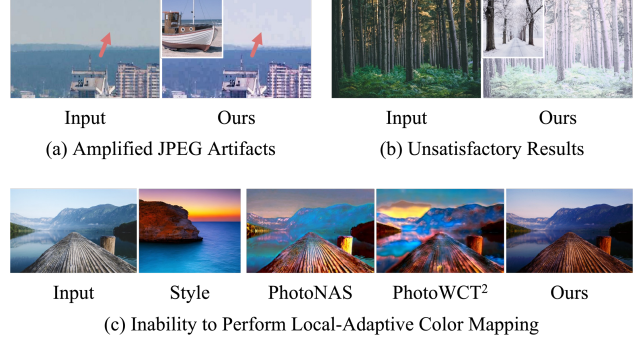 Input Ours Input Ours
(a) Amplified JPEG Artifacts (b) Unsatisfactory Results
Input Style PhotoNAS PhotoWCT² Ours
(c) Inability to Perform Local-Adaptive Color Mapping